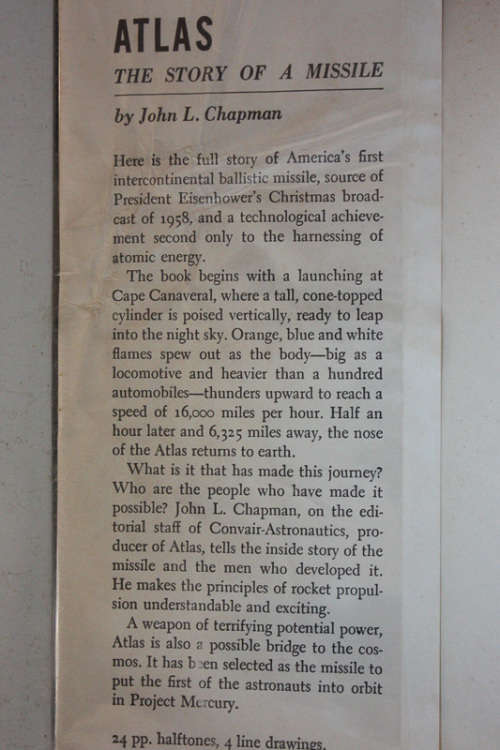 ATLAS
THE STORY OF A MISSILE
by John L. Chapman
Here is the full story of America's first
intercontinental ballistic missile, source of
President Eisenhower's Christmas broad-
cast of 1958, and a technological achieve-
ment second only to the harnessing of
atomic energy.
The book begins with a launching at
Cape Canaveral, where a tall, cone-topped
cylinder is poised vertically, ready to leap
into the night sky. Orange, blue and white
flames spew out as the body—big as a
locomotive and heavier than a hundred
automobiles—thunders upward to reach a
speed of 16,000 miles per hour. Half an
hour later and 6,325 miles away, the nose
of the Atlas returns to earth.
What is it that has made this journey?
Who are the people who have made it
possible? John L. Chapman, on the edi-
torial staff of Convair-Astronautics, pro-
ducer of Atlas, tells the inside story of the
missile and the men who developed it.
He makes the principles of rocket propul-
sion understandable and exciting.
A weapon of terrifying potential power,
Atlas is also a possible bridge to the cos-
mos. It has been selected as the missile to
put the first of the astronauts into orbit
in Project Mercury.
24 pp. halftones, 4 line drawings.